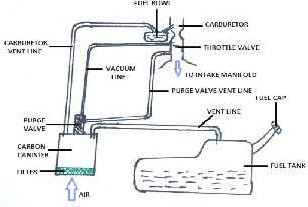 FUEL BOWL
CARBURETOR
CARBURETOR
VENT LINE
THROTTLE VALVE
VACUUM
LINE
TO INTAKE MANIFOLD
PURGE VALVE VENT LINE
FUEL CAP
PURGE
VALVE
VENT LINE
CARBON
CANISTER
FUEL TANK
FILTER
AIR